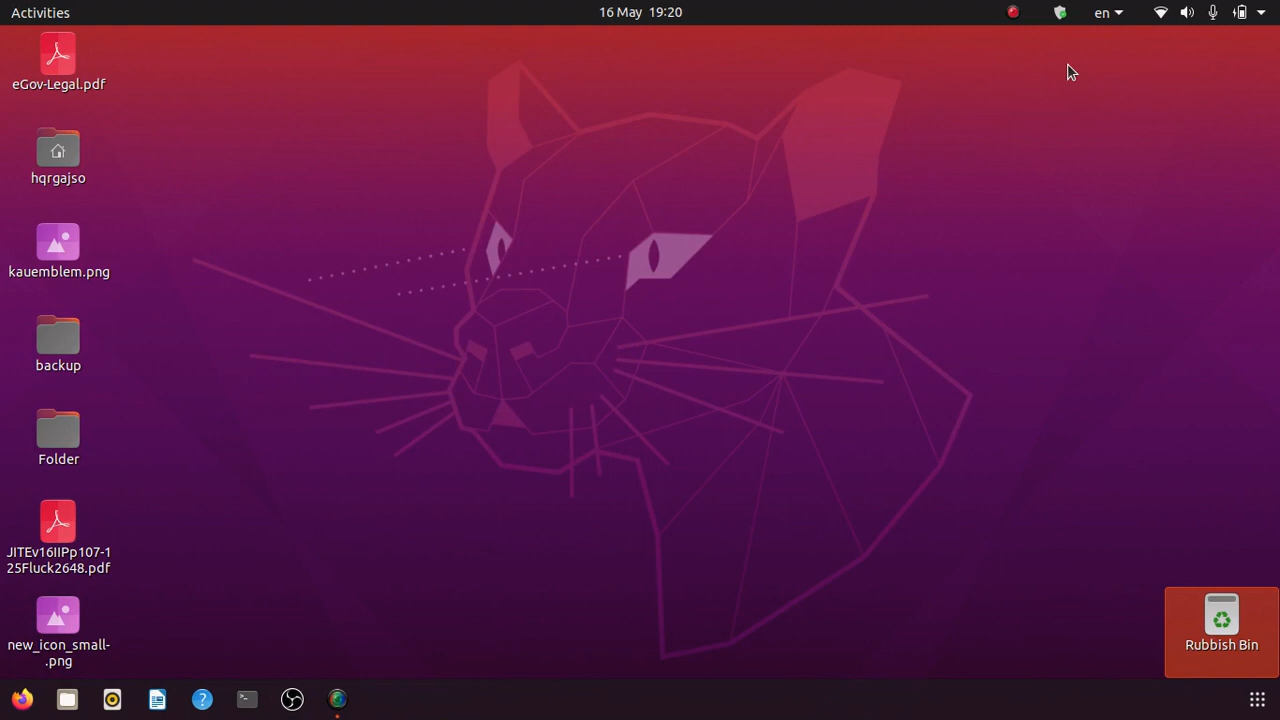 Activities
16 May  19:20
en
eGov-Legal.pdf
hqrgajso
kauemblem.png
backup
Folder
JITEv16IIPp107-1
25Fluck2648.pdf
new_icon_small-
.png
Rubbish Bin